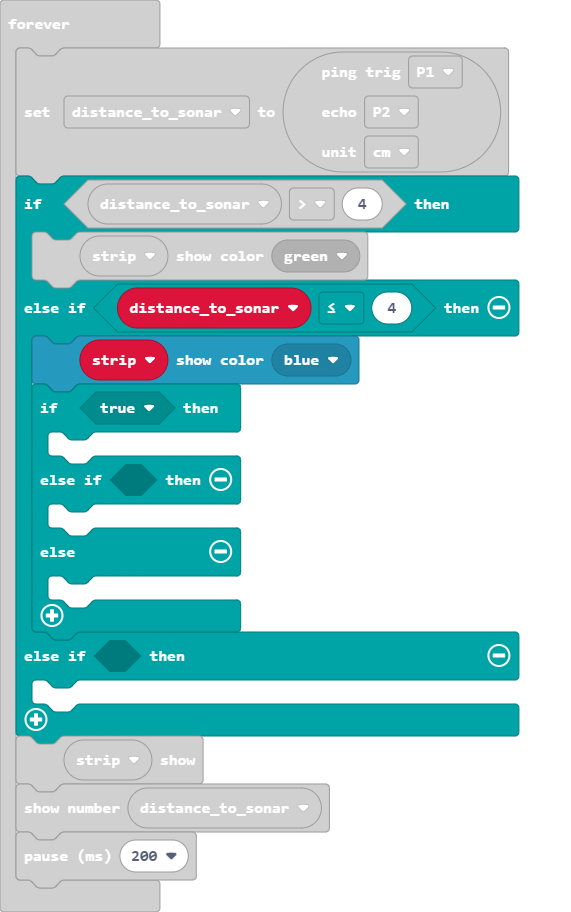 forever
ping trig P1
set distance_to_sonar to echo P2
unit cm
if distance_to_sonar > 4 then
strip show color green
else if distance_to_sonar ≤ 4 then
strip show color blue
if true then
else if then
else
else if then
strip show
show number distance_to_sonar
pause (ms) 200